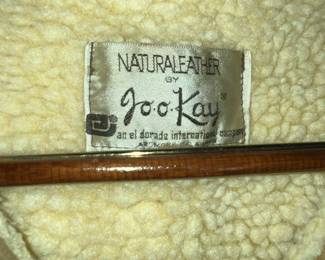 NATURALEATHER
BY
Jo.o.Kay
an el dorado international company